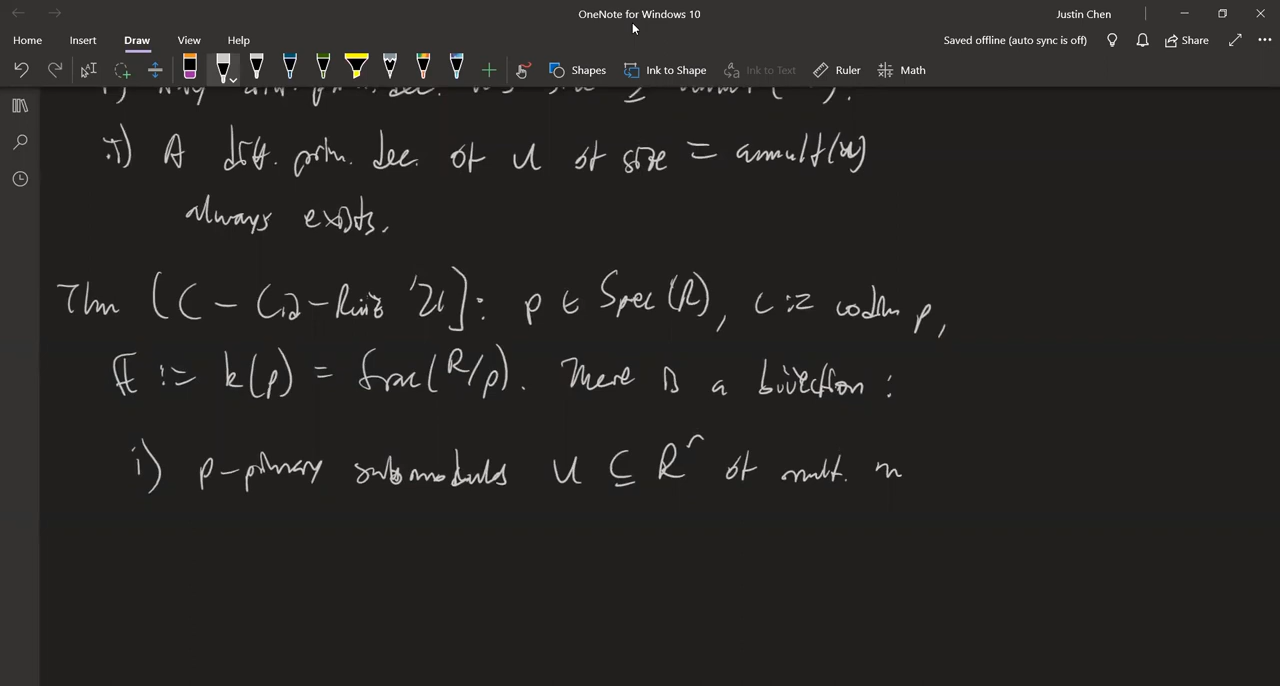 OneNote for Windows 10
Justin Chen
Home Insert Draw View Help
Saved offline (auto sync is off) Share
Shapes Ink to Shape Ink to Text Ruler Math
ii) A diff. prim. dec. of U of size = amult(U)
always exists.
Thm [C - Cid-Ruiz '21]: p ∈ Spec(R), c := codim p,
𝔽 := k(p) = Frac(R/p). There is a bijection:
i) p-primary submodules U ⊆ R^r of mult. m